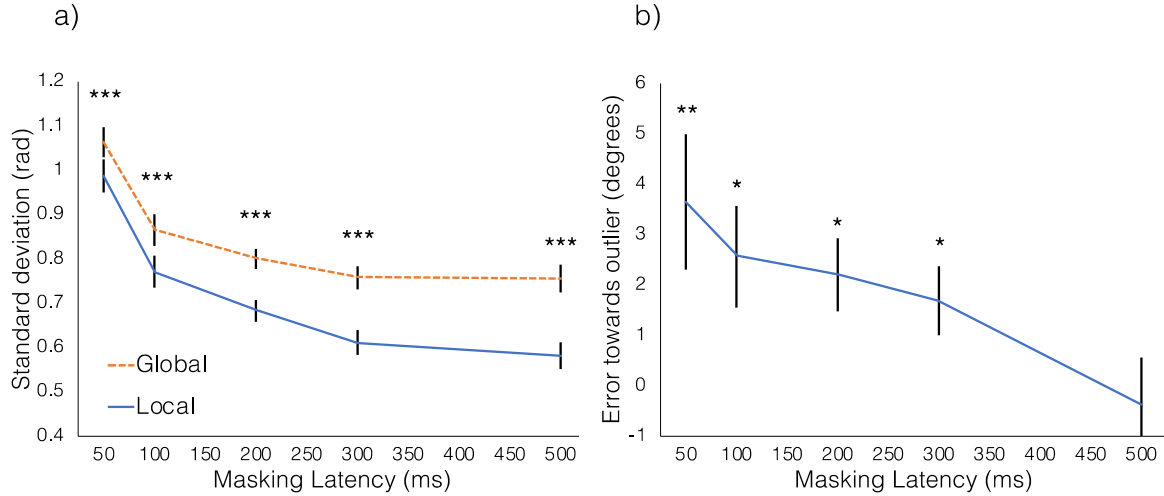 a)
Standard deviation (rad)
1.2
1.1
1
0.9
0.8
0.7
0.6
0.5
0.4
***
***
***
***
***
Global
Local
50 100 150 200 250 300 350 400 450 500
Masking Latency (ms)
b)
Error towards outlier (degrees)
6
5
4
3
2
1
0
-1
**
*
*
*
50 100 150 200 250 300 350 400 450 500
Masking Latency (ms)